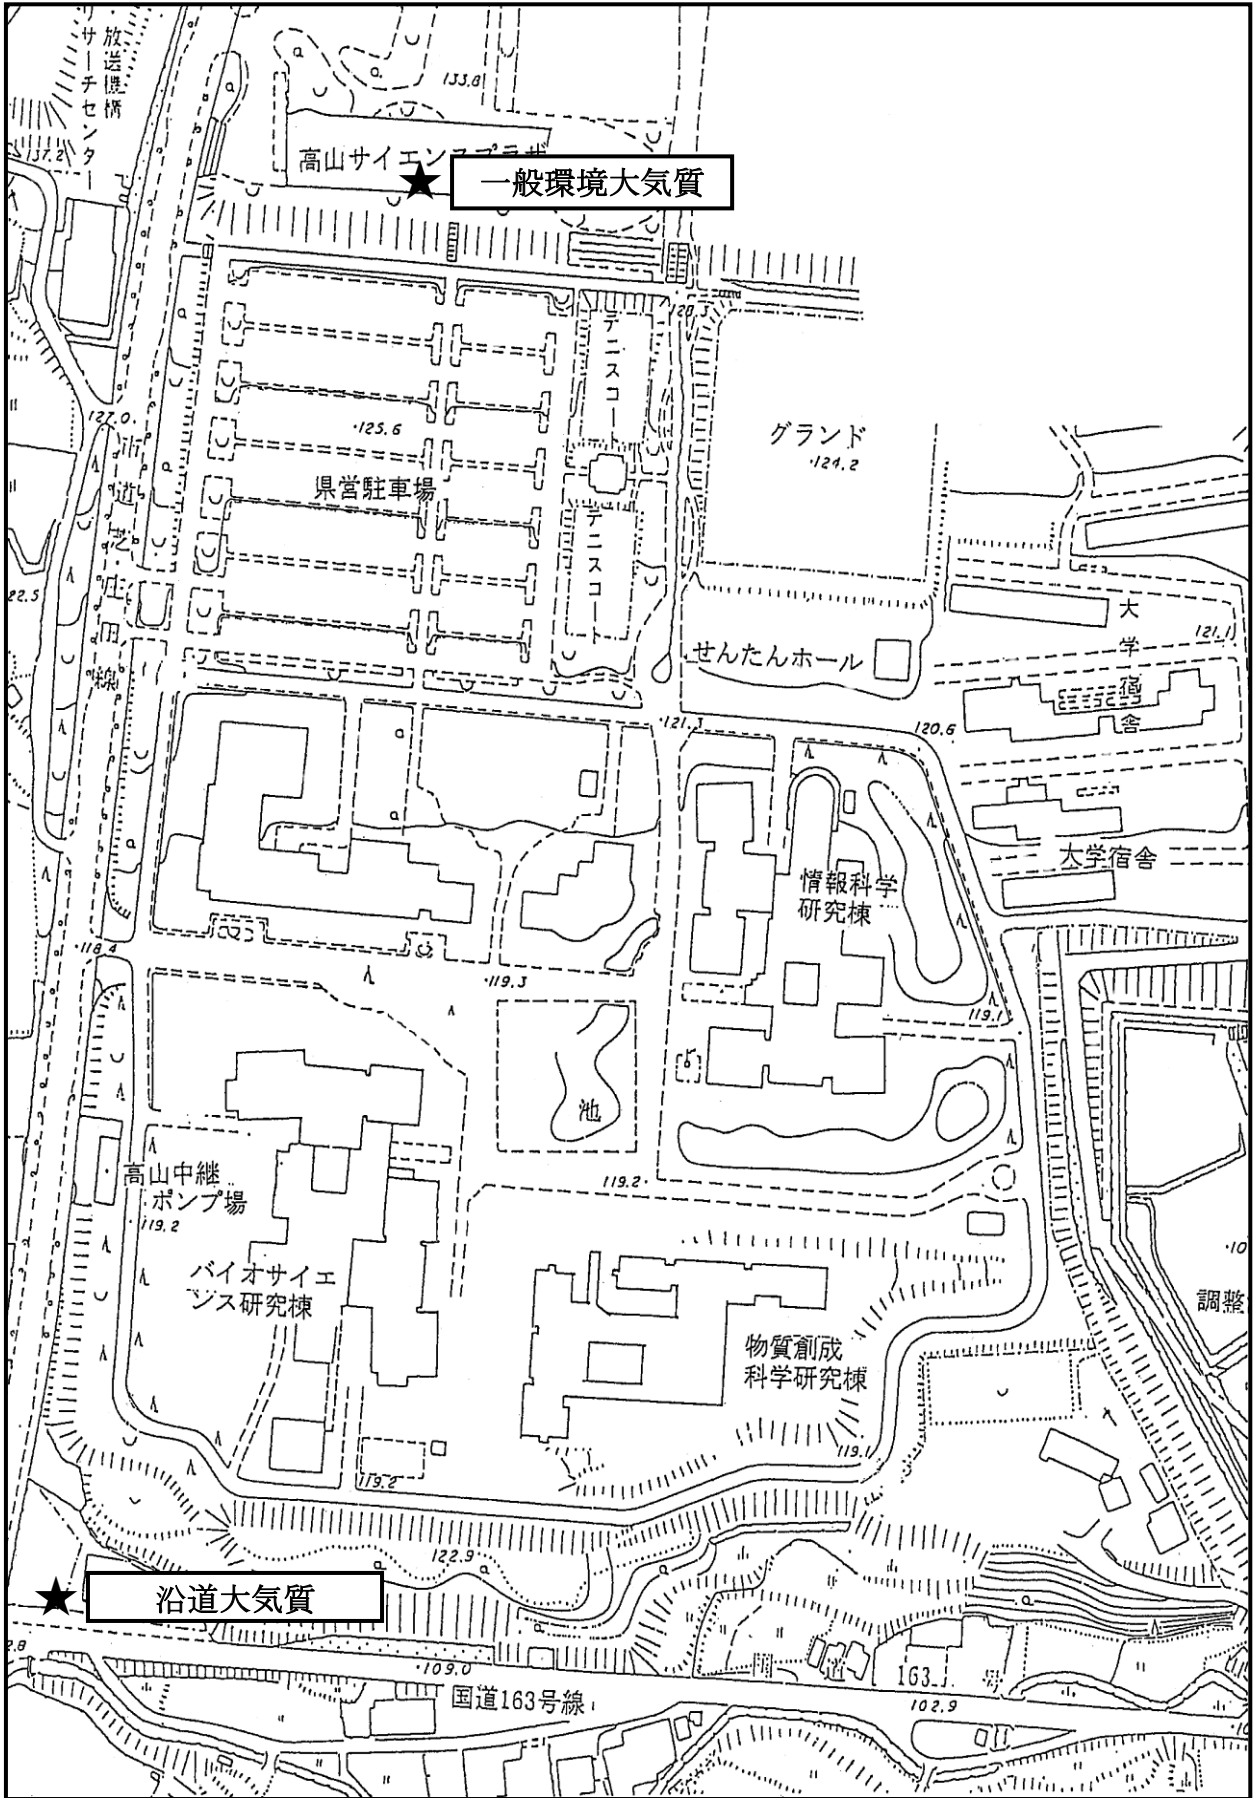 放送機構
サーチセンター
133.8
137.2
高山サイエンスプラザ
一般環境大気質
128.3
テニスコート
127.0
125.6
グランド
124.2
県営駐車場
市道芝庄田線
テニスコート
22.5
大学宿舎
121.1
せんたんホール
121.3
120.6
大学宿舎
情報科学
研究棟
118.4
119.3
119.1
池
高山中継
ポンプ場
119.2
119.2
バイオサイエ
ンス研究棟
調整
物質創成
科学研究棟
119.1
119.2
122.9
沿道大気質
109.0
国道163号線
163
102.9